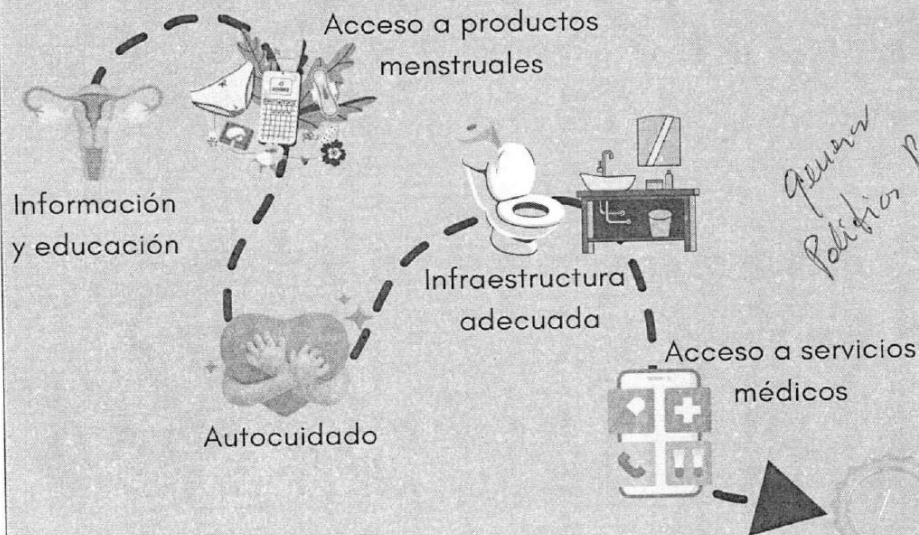 Acceso a productos
menstruales
Información
y educación
Infraestructura
adecuada
Autocuidado
Acceso a servicios
médicos